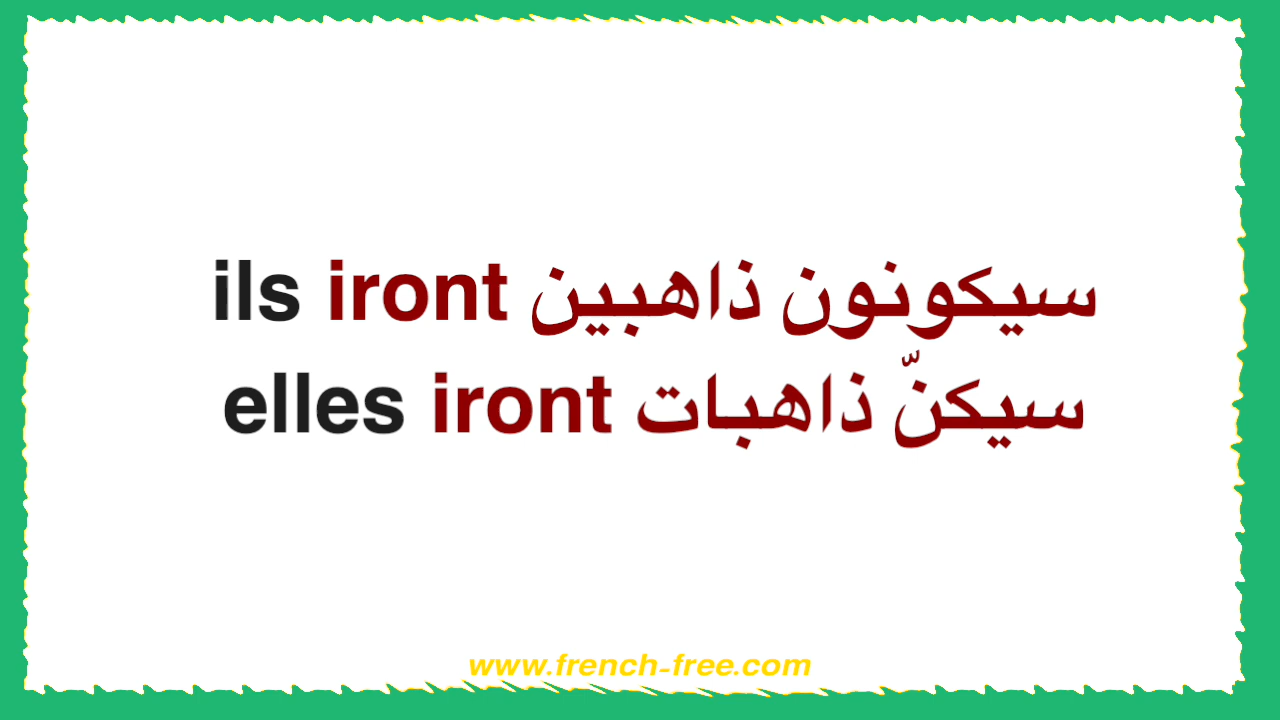 ils iront سيكونون ذاهبين
elles iront سيكنّ ذاهبات
www.french-free.com